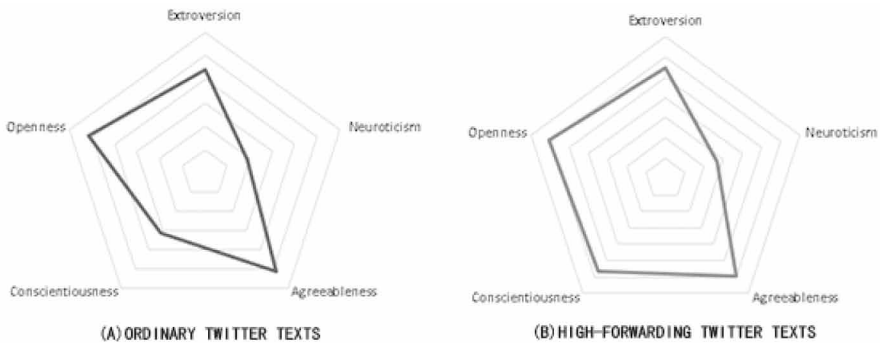 Extroversion
Openness
Neuroticism
Conscientiousness
Agreeableness
(A)ORDINARY TWITTER TEXTS
Extroversion
Openness
Neuroticism
Conscientiousness
Agreeableness
(B)HIGH-FORWARDING TWITTER TEXTS